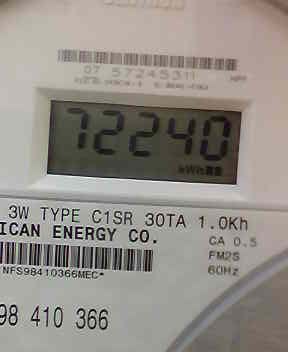 07 57245311
72240
kWh
3W TYPE C1SR 30TA 1.0Kh
ICAN ENERGY CO.
CA 0.5
FM2S
60Hz
NFS98410366MEC*
98 410 366